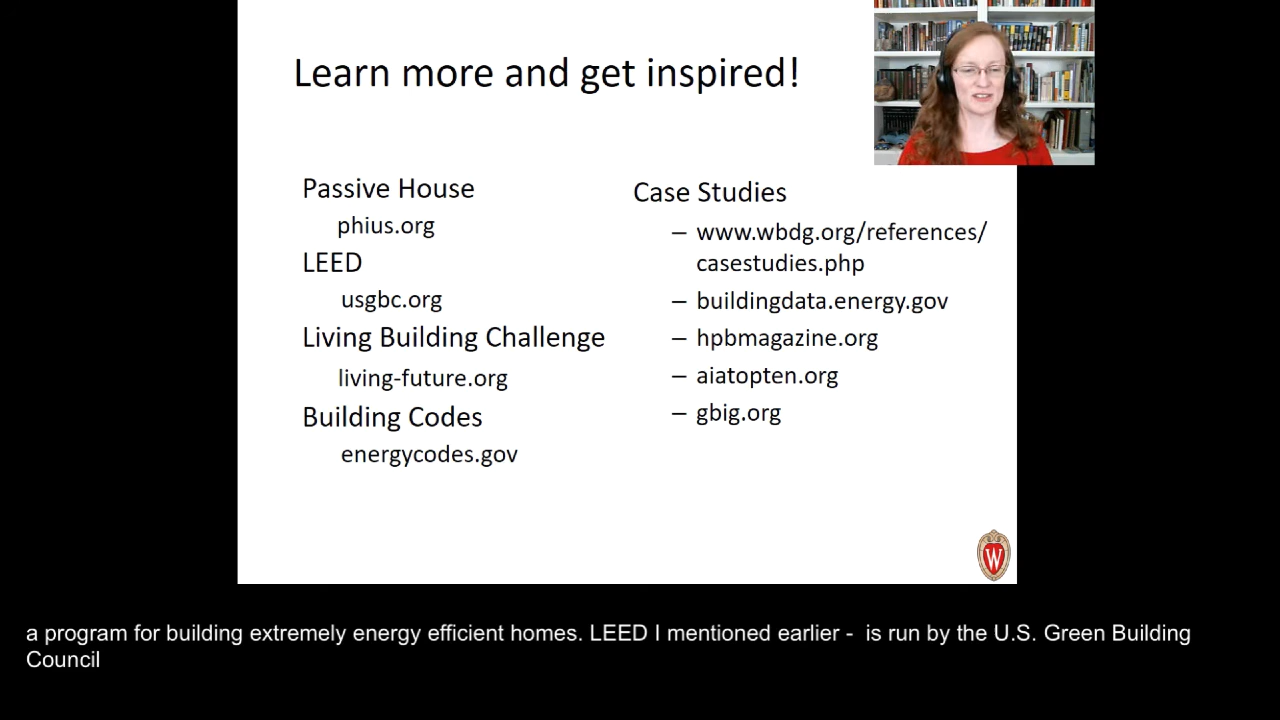 Learn more and get inspired!
Passive House
phius.org
LEED
usgbc.org
Living Building Challenge
living-future.org
Building Codes
energycodes.gov
Case Studies
– www.wbdg.org/references/
casestudies.php
– buildingdata.energy.gov
– hpbmagazine.org
– aiatopten.org
– gbig.org
W
a program for building extremely energy efficient homes. LEED I mentioned earlier -  is run by the U.S. Green Building
Council